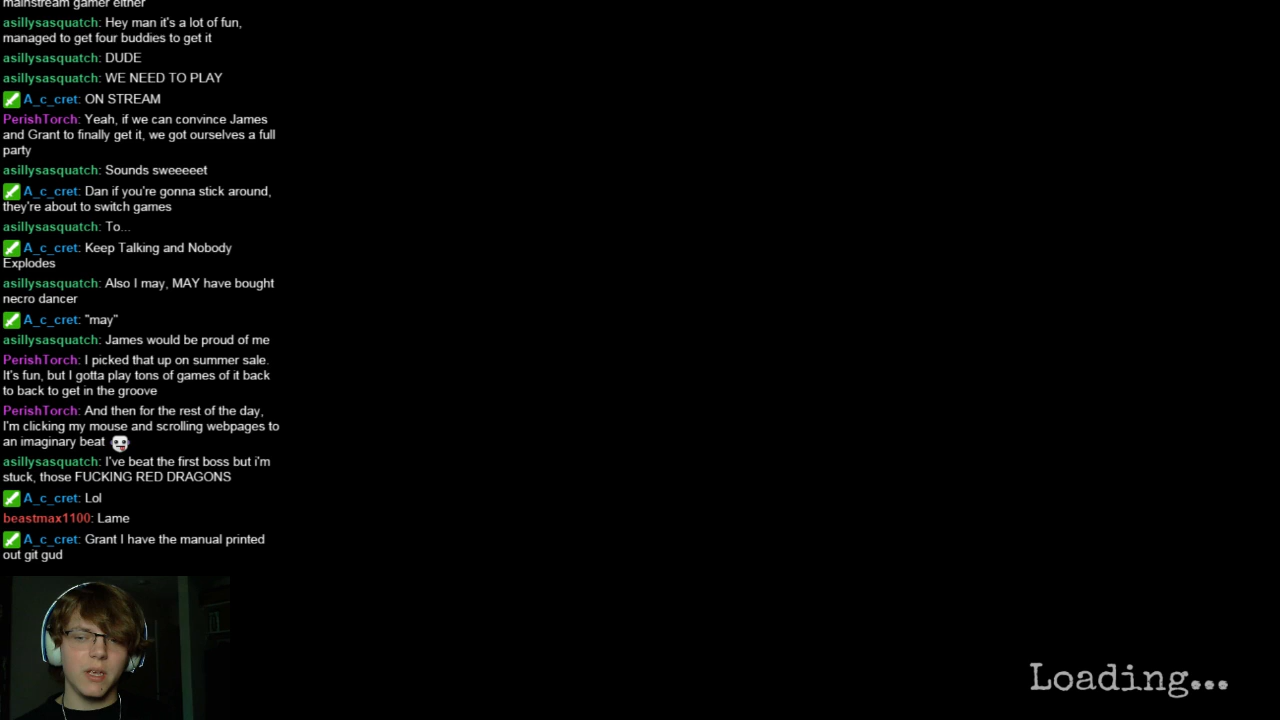 mainstream gamer either
asillysasquatch: Hey man it's a lot of fun,
managed to get four buddies to get it
asillysasquatch: DUDE
asillysasquatch: WE NEED TO PLAY
A_c_cret: ON STREAM
PerishTorch: Yeah, if we can convince James
and Grant to finally get it, we got ourselves a full
party
asillysasquatch: Sounds sweeeeet
A_c_cret: Dan if you're gonna stick around,
they're about to switch games
asillysasquatch: To...
A_c_cret: Keep Talking and Nobody
Explodes
asillysasquatch: Also I may, MAY have bought
necro dancer
A_c_cret: "may"
asillysasquatch: James would be proud of me
PerishTorch: I picked that up on summer sale.
It's fun, but I gotta play tons of games of it back
to back to get in the groove
PerishTorch: And then for the rest of the day,
I'm clicking my mouse and scrolling webpages to
an imaginary beat
asillysasquatch: I've beat the first boss but i'm
stuck, those FUCKING RED DRAGONS
A_c_cret: Lol
beastmax1100: Lame
A_c_cret: Grant I have the manual printed
out git gud
Loading...